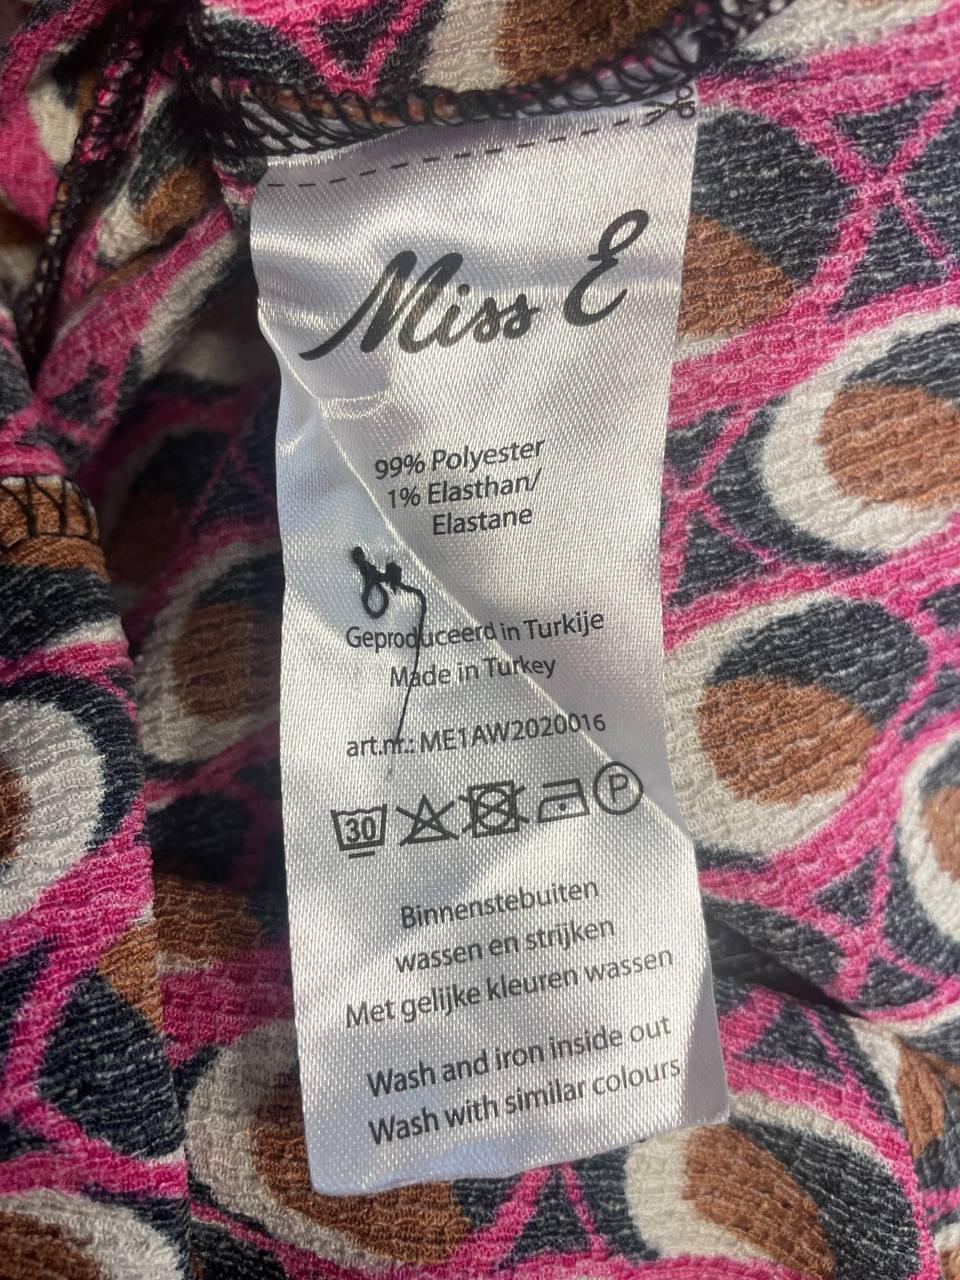 Miss E
99% Polyester
1% Elasthan/
Elastane
Geproduceerd in Turkije
Made in Turkey
art.nr.: ME1AW2020016
30 P
Binnenstebuiten
wassen en strijken
Met gelijke kleuren wassen
Wash and iron inside out
Wash with similar colours